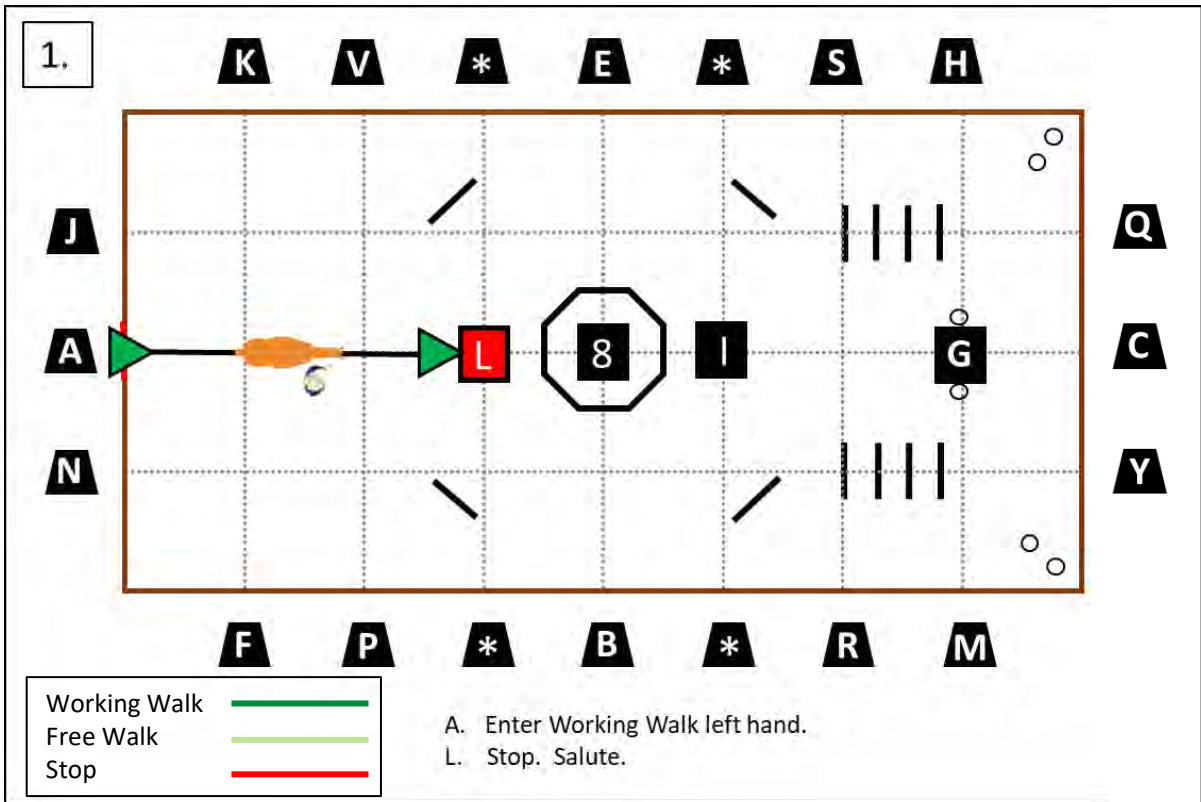 1.
K V * E * S H
J Q
A L 8 I G C
N Y
F P * B * R M
Working Walk
Free Walk
Stop
A. Enter Working Walk left hand.
L. Stop. Salute.